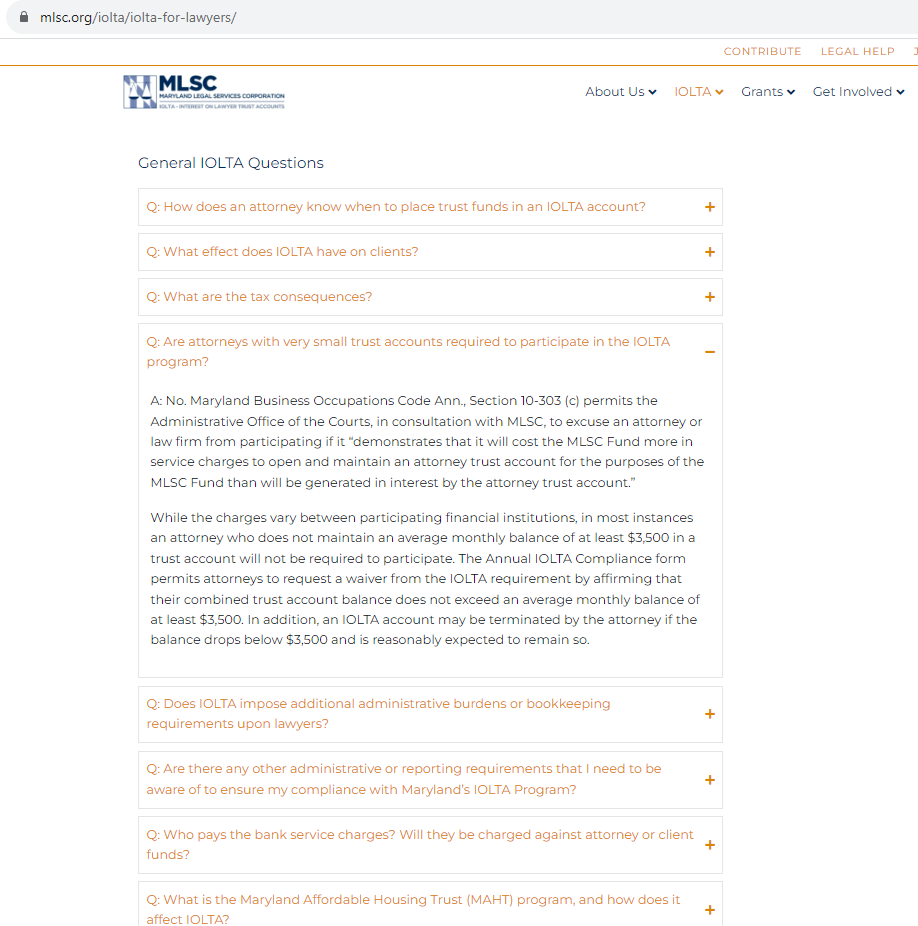 mlsc.org/iolta/iolta-for-lawyers/
CONTRIBUTE LEGAL HELP J
MLSC
MARYLAND LEGAL SERVICES CORPORATION
IOLTA - INTEREST ON LAWYER TRUST ACCOUNTS
About Us IOLTA Grants Get Involved
General IOLTA Questions
Q: How does an attorney know when to place trust funds in an IOLTA account? +
Q: What effect does IOLTA have on clients? +
Q: What are the tax consequences? +
Q: Are attorneys with very small trust accounts required to participate in the IOLTA
program? −
A: No. Maryland Business Occupations Code Ann., Section 10-303 (c) permits the
Administrative Office of the Courts, in consultation with MLSC, to excuse an attorney or
law firm from participating if it “demonstrates that it will cost the MLSC Fund more in
service charges to open and maintain an attorney trust account for the purposes of the
MLSC Fund than will be generated in interest by the attorney trust account.”
While the charges vary between participating financial institutions, in most instances
an attorney who does not maintain an average monthly balance of at least $3,500 in a
trust account will not be required to participate. The Annual IOLTA Compliance form
permits attorneys to request a waiver from the IOLTA requirement by affirming that
their combined trust account balance does not exceed an average monthly balance of
at least $3,500. In addition, an IOLTA account may be terminated by the attorney if the
balance drops below $3,500 and is reasonably expected to remain so.
Q: Does IOLTA impose additional administrative burdens or bookkeeping
requirements upon lawyers? +
Q: Are there any other administrative or reporting requirements that I need to be
aware of to ensure my compliance with Maryland’s IOLTA Program? +
Q: Who pays the bank service charges? Will they be charged against attorney or client
funds? +
Q: What is the Maryland Affordable Housing Trust (MAHT) program, and how does it
affect IOLTA? +